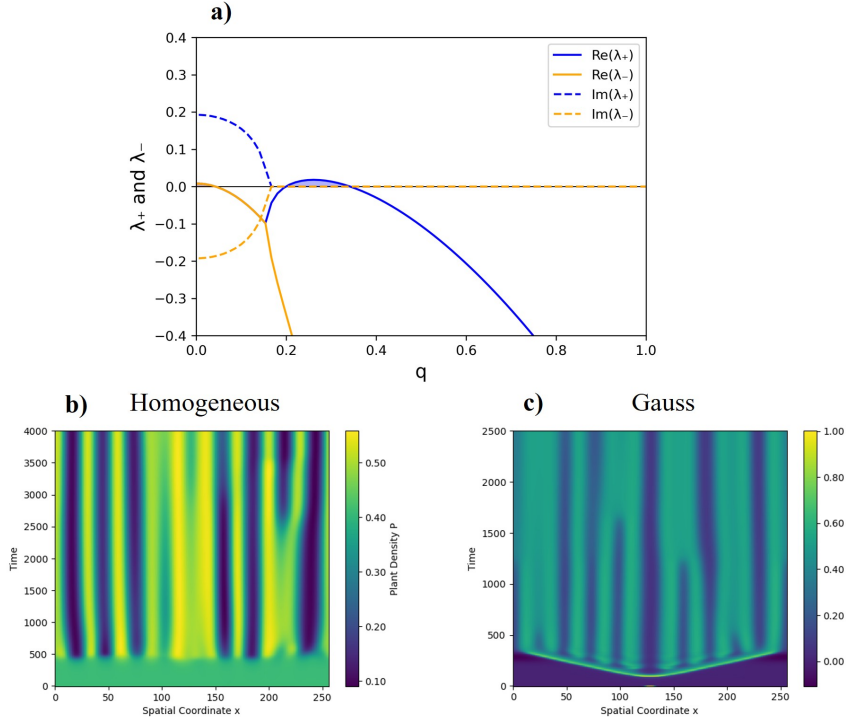 a)
0.4
0.3
0.2
0.1
0.0
−0.1
−0.2
−0.3
−0.4
λ₊ and λ₋
Re(λ₊)
Re(λ₋)
Im(λ₊)
Im(λ₋)
0.0 0.2 0.4 0.6 0.8 1.0
q
b) Homogeneous
4000
3500
3000
2500
2000
1500
1000
500
0
Time
0 50 100 150 200 250
Spatial Coordinate x
0.50
0.40
0.30
0.20
0.10
Plant Density P
c) Gauss
2500
2000
1500
1000
500
0
Time
0 50 100 150 200 250
Spatial Coordinate x
1.00
0.80
0.60
0.40
0.20
0.00